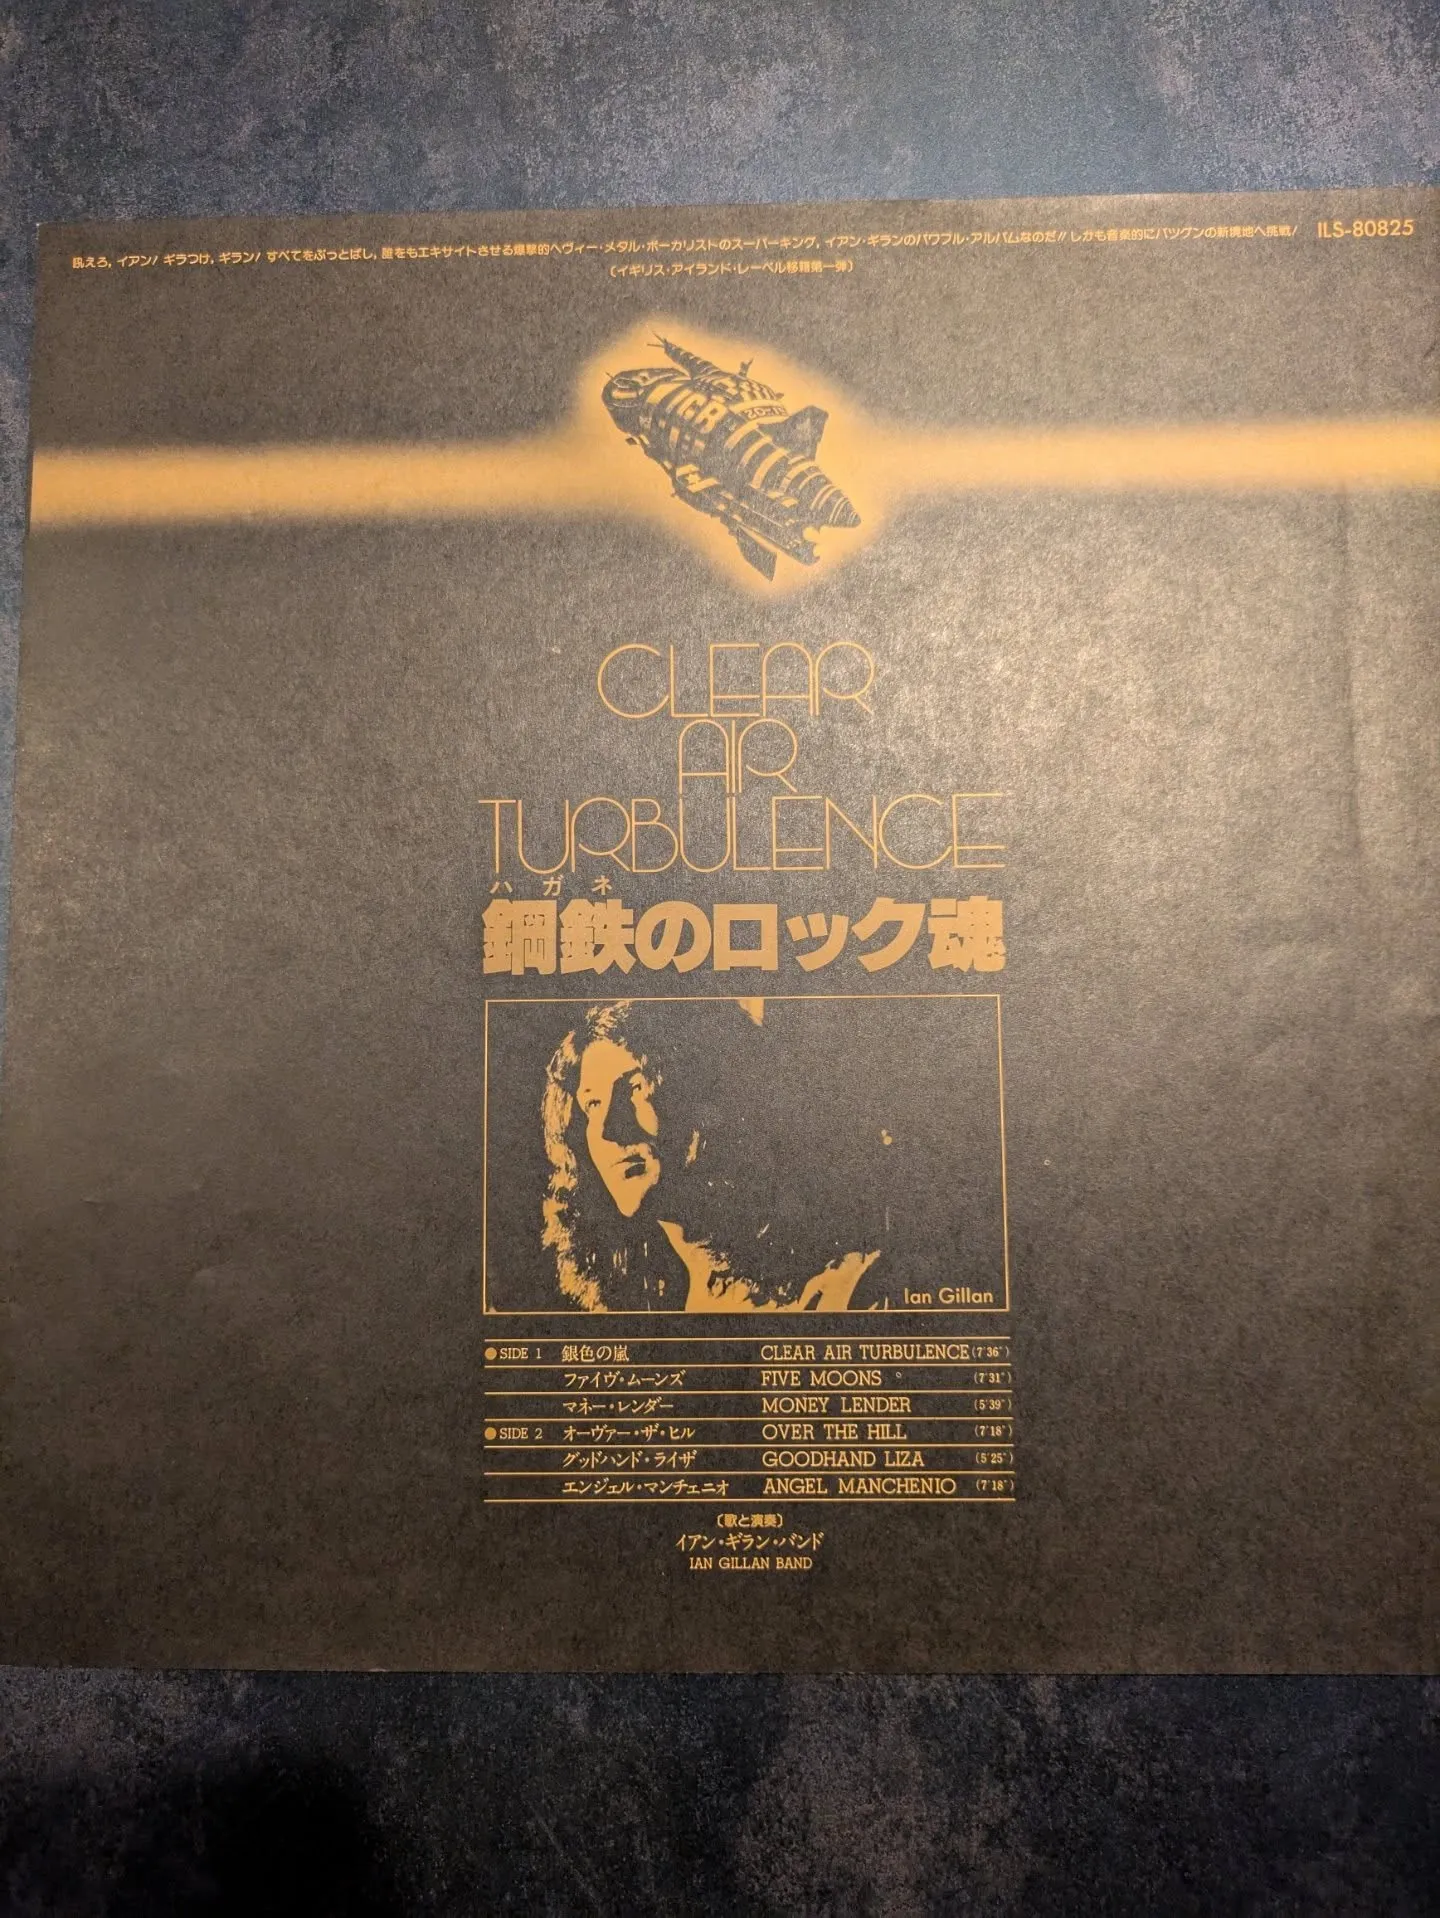 吼えろ, イアン! ギラつけ, ギラン! すべてをぶっとばし, 誰をもエキサイトさせる爆撃的ヘヴィー・メタル・ボーカリストのスーパーキング, イアン・ギランのパワフル・アルバムなのだ!! しかも音楽的にバツグンの新境地へ挑戦! ILS-80825
(イギリス・アイランド・レーベル移籍第一弾)
IGB
CLEAR
AIR
TURBULENCE
ハガネ
鋼鉄のロック魂
Ian Gillan
●SIDE 1 銀色の嵐 CLEAR AIR TURBULENCE (7'36")
ファイヴ・ムーンズ FIVE MOONS (7'31")
マネー・レンダー MONEY LENDER (5'39")
●SIDE 2 オーヴァー・ザ・ヒル OVER THE HILL (7'18")
グッドハンド・ライザ GOODHAND LIZA (5'25")
エンジェル・マンチェニオ ANGEL MANCHENIO (7'18")
〔歌と演奏〕
イアン・ギラン・バンド
IAN GILLAN BAND